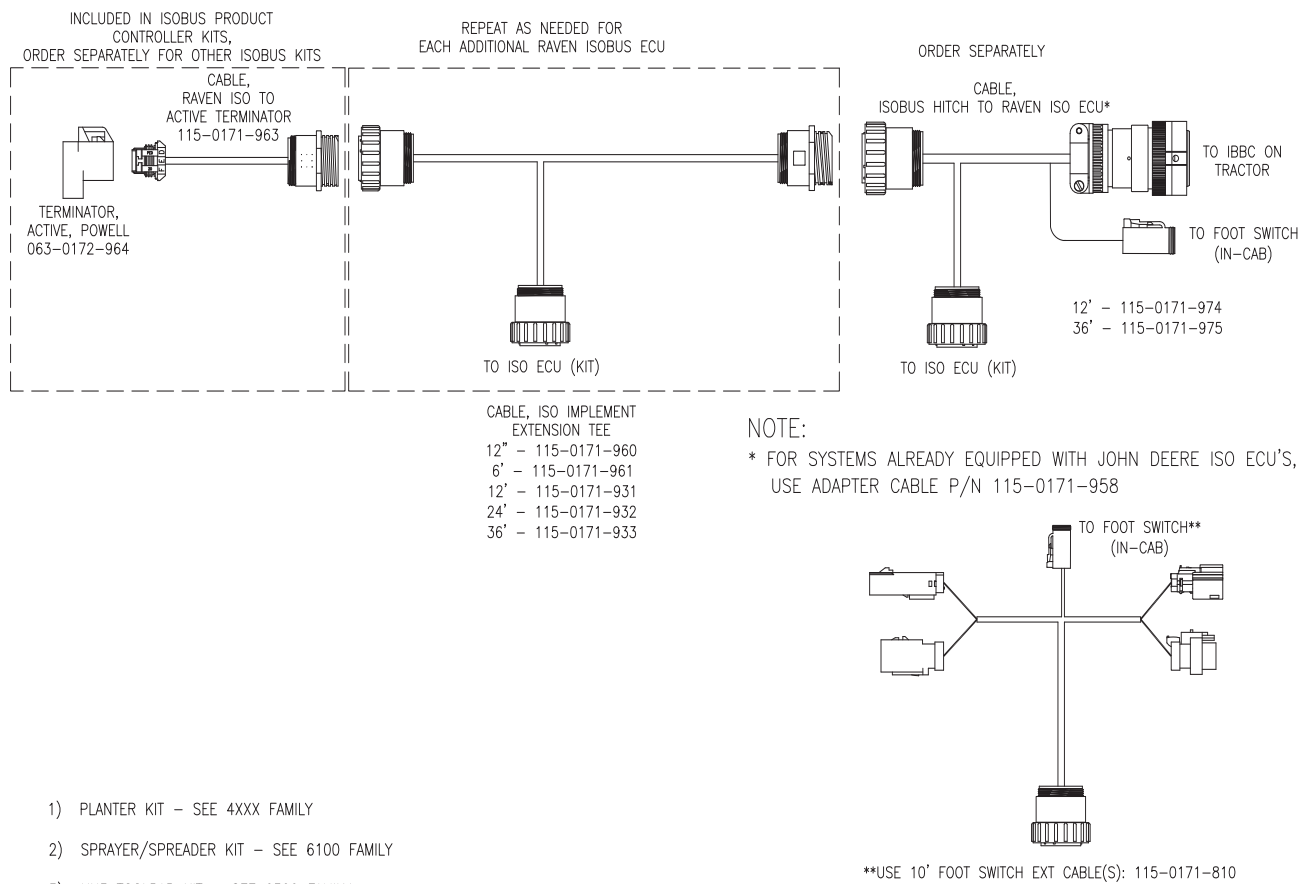 INCLUDED IN ISOBUS PRODUCT
CONTROLLER KITS,
ORDER SEPARATELY FOR OTHER ISOBUS KITS
CABLE,
RAVEN ISO TO
ACTIVE TERMINATOR
115-0171-963
TERMINATOR,
ACTIVE, POWELL
063-0172-964
REPEAT AS NEEDED FOR
EACH ADDITIONAL RAVEN ISOBUS ECU
TO ISO ECU (KIT)
CABLE, ISO IMPLEMENT
EXTENSION TEE
12" - 115-0171-960
6' - 115-0171-961
12' - 115-0171-931
24' - 115-0171-932
36' - 115-0171-933
ORDER SEPARATELY
CABLE,
ISOBUS HITCH TO RAVEN ISO ECU*
TO IBBC ON
TRACTOR
TO FOOT SWITCH
(IN-CAB)
12' - 115-0171-974
36' - 115-0171-975
TO ISO ECU (KIT)
NOTE:
* FOR SYSTEMS ALREADY EQUIPPED WITH JOHN DEERE ISO ECU'S,
USE ADAPTER CABLE P/N 115-0171-958
TO FOOT SWITCH**
(IN-CAB)
**USE 10' FOOT SWITCH EXT CABLE(S): 115-0171-810
1) PLANTER KIT - SEE 4XXX FAMILY
2) SPRAYER/SPREADER KIT - SEE 6100 FAMILY